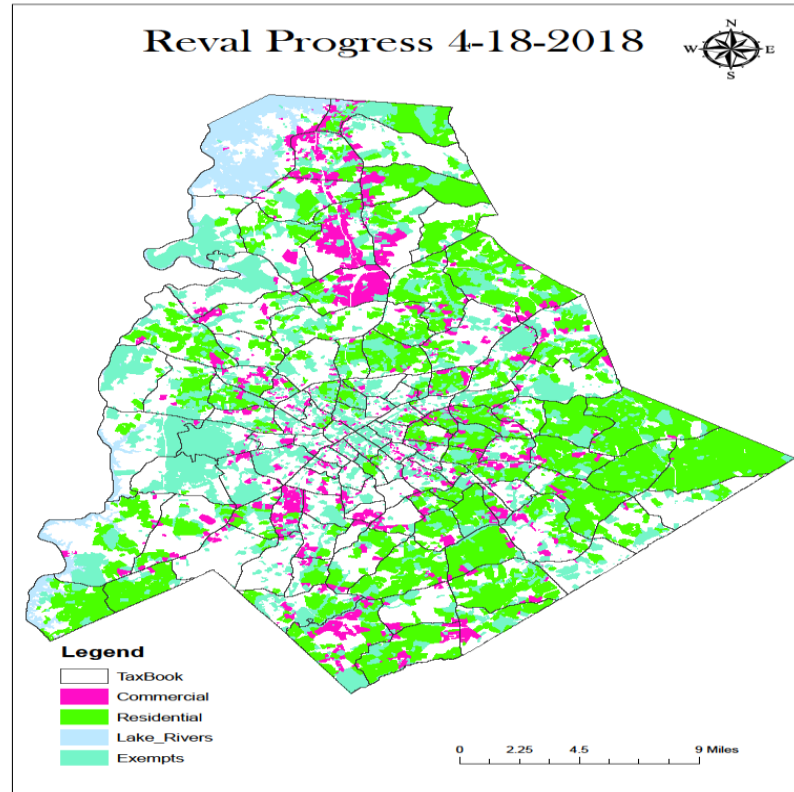 Reval Progress 4-18-2018
N
W E
S
Legend
TaxBook
Commercial
Residential
Lake_Rivers
Exempts
0 2.25 4.5 9 Miles